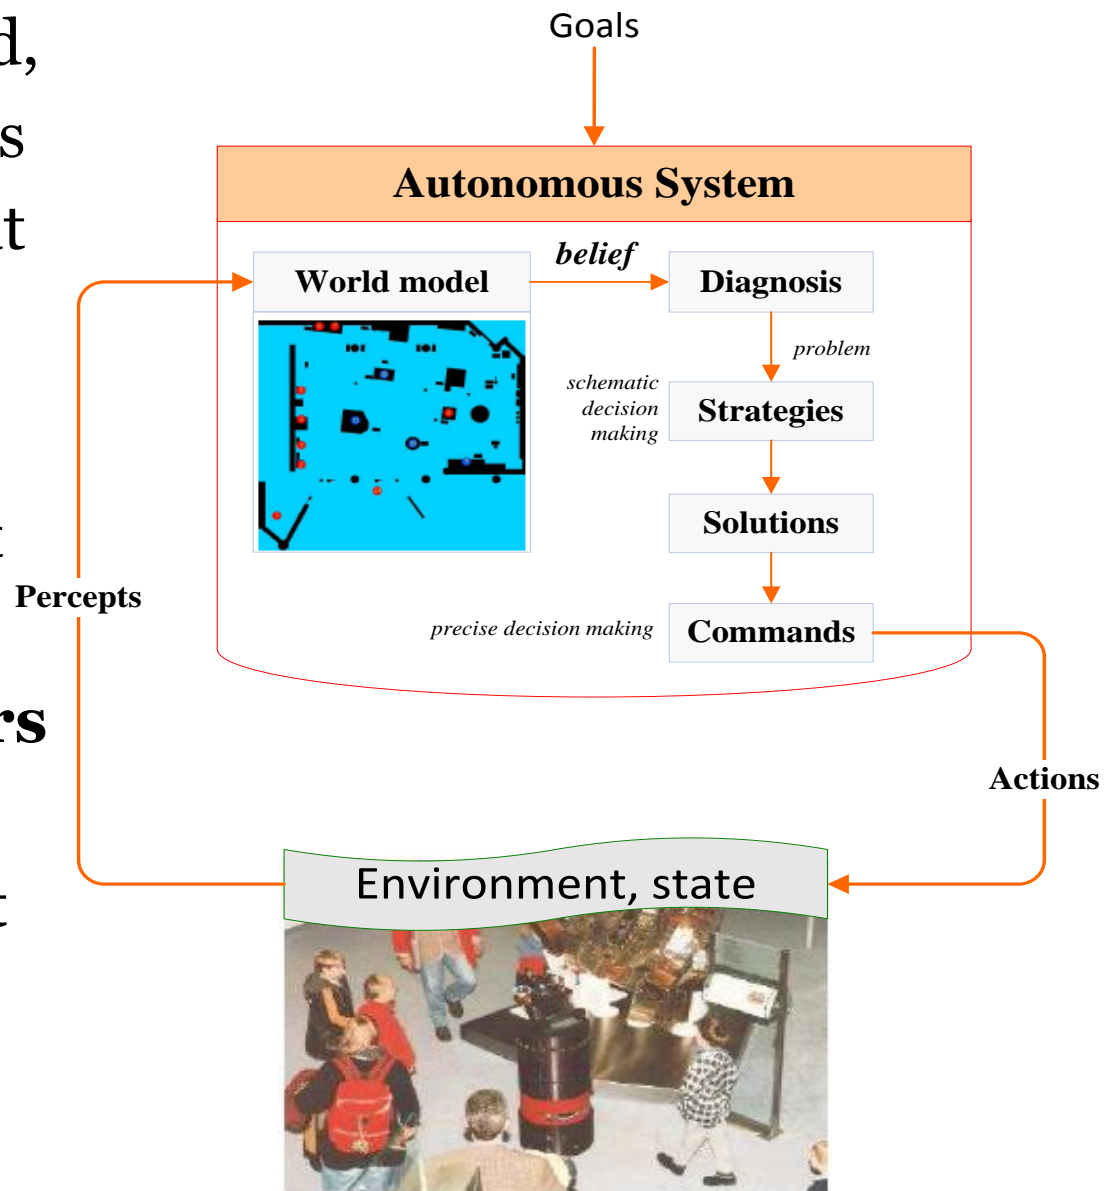 d,
s
Goals
Autonomous System
belief
World model
Diagnosis
problem
schematic
decision
making
Strategies
Solutions
t
Percepts
precise decision making
Commands
rs
Actions
Environment, state
t